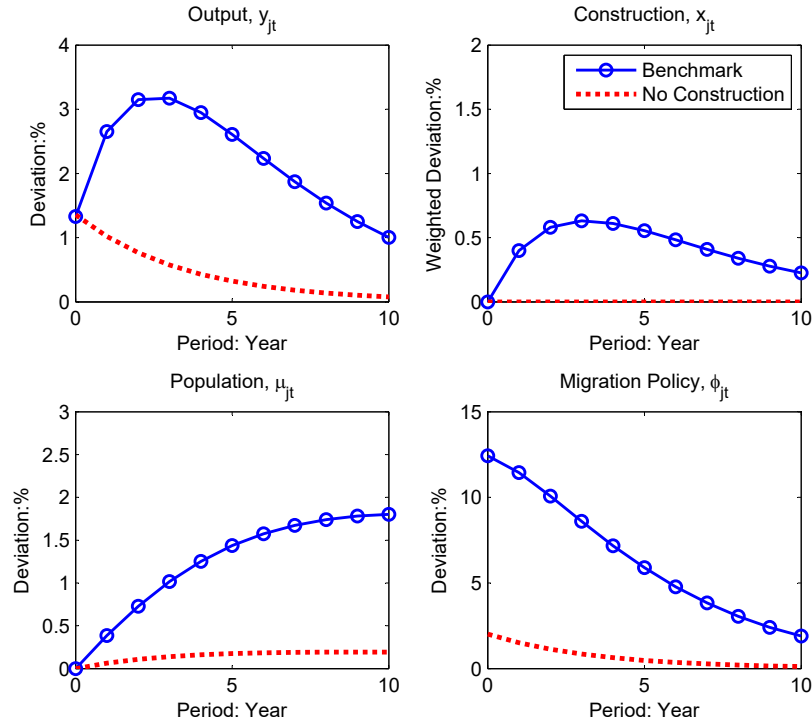 Output, y_jt
Deviation:%
4
3
2
1
0
0 5 10
Period: Year
Construction, x_jt
Weighted Deviation:%
2
1.5
1
0.5
0
0 5 10
Period: Year
Benchmark
No Construction
Population, μ_jt
Deviation:%
3
2.5
2
1.5
1
0.5
0
0 5 10
Period: Year
Migration Policy, ϕ_jt
Deviation:%
15
10
5
0
0 5 10
Period: Year